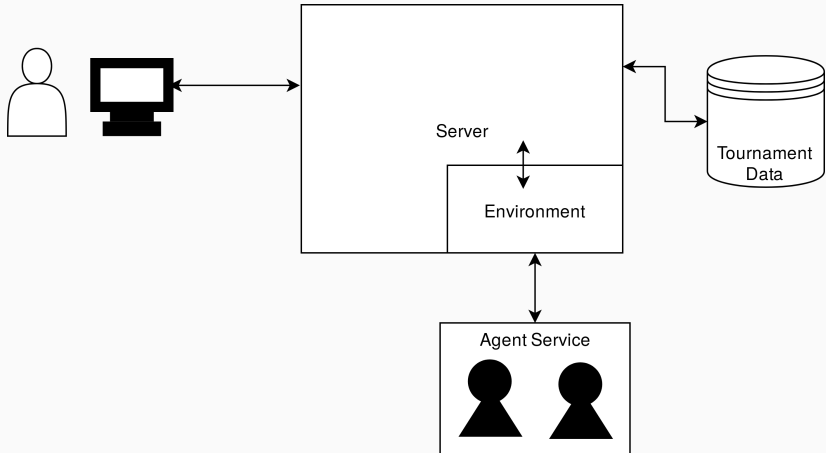 Server
Tournament
Data
Environment
Agent Service